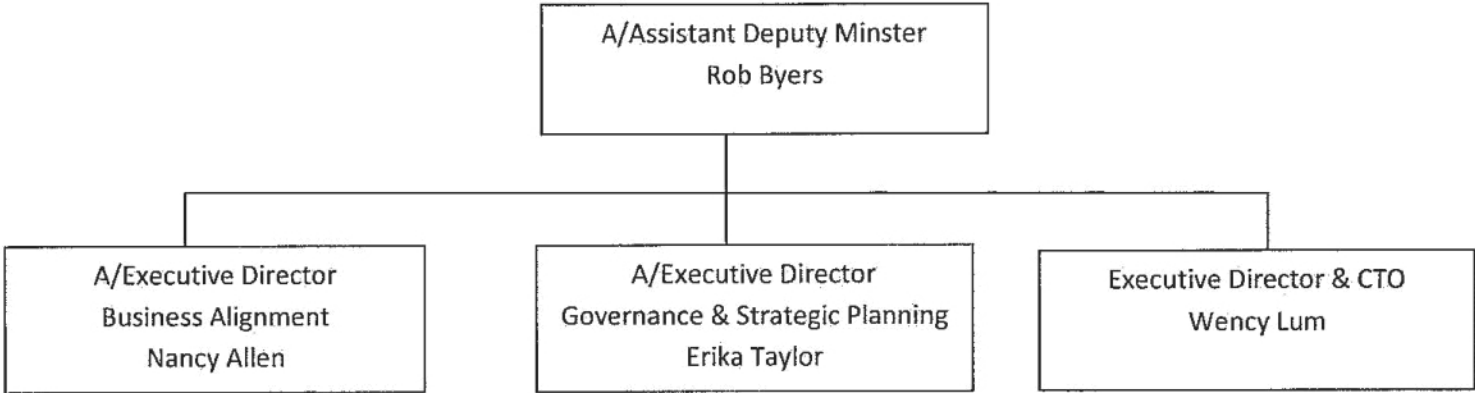 A/Assistant Deputy Minster
Rob Byers
A/Executive Director
Business Alignment
Nancy Allen
A/Executive Director
Governance & Strategic Planning
Erika Taylor
Executive Director & CTO
Wency Lum